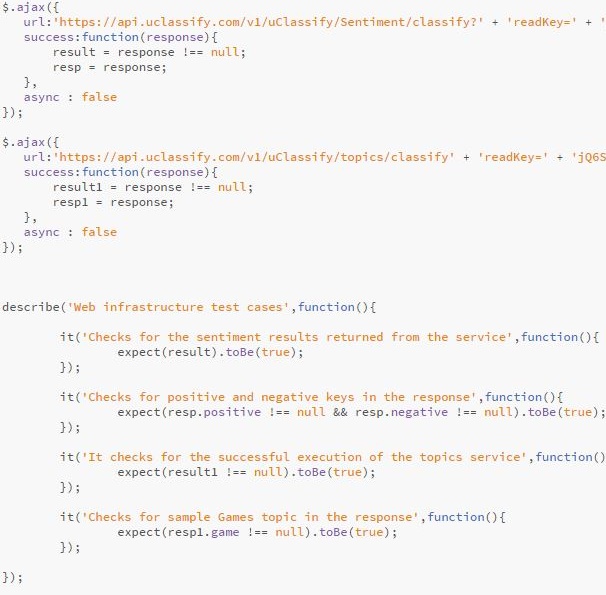 $.ajax({
url:'https://api.uclassify.com/v1/uClassify/Sentiment/classify?' + 'readKey=' + '
success:function(response){
result = response !== null;
resp = response;
},
async : false
});
$.ajax({
url:'https://api.uclassify.com/v1/uClassify/topics/classify' + 'readKey=' + 'jQ6S
success:function(response){
result1 = response !== null;
resp1 = response;
},
async : false
});
describe('Web infrastructure test cases',function(){
it('Checks for the sentiment results returned from the service',function(){
expect(result).toBe(true);
});
it('Checks for positive and negative keys in the response',function(){
expect(resp.positive !== null && resp.negative !== null).toBe(true);
});
it('It checks for the successful execution of the topics service',function()
expect(result1 !== null).toBe(true);
});
it('Checks for sample Games topic in the response',function(){
expect(resp1.game !== null).toBe(true);
});
});